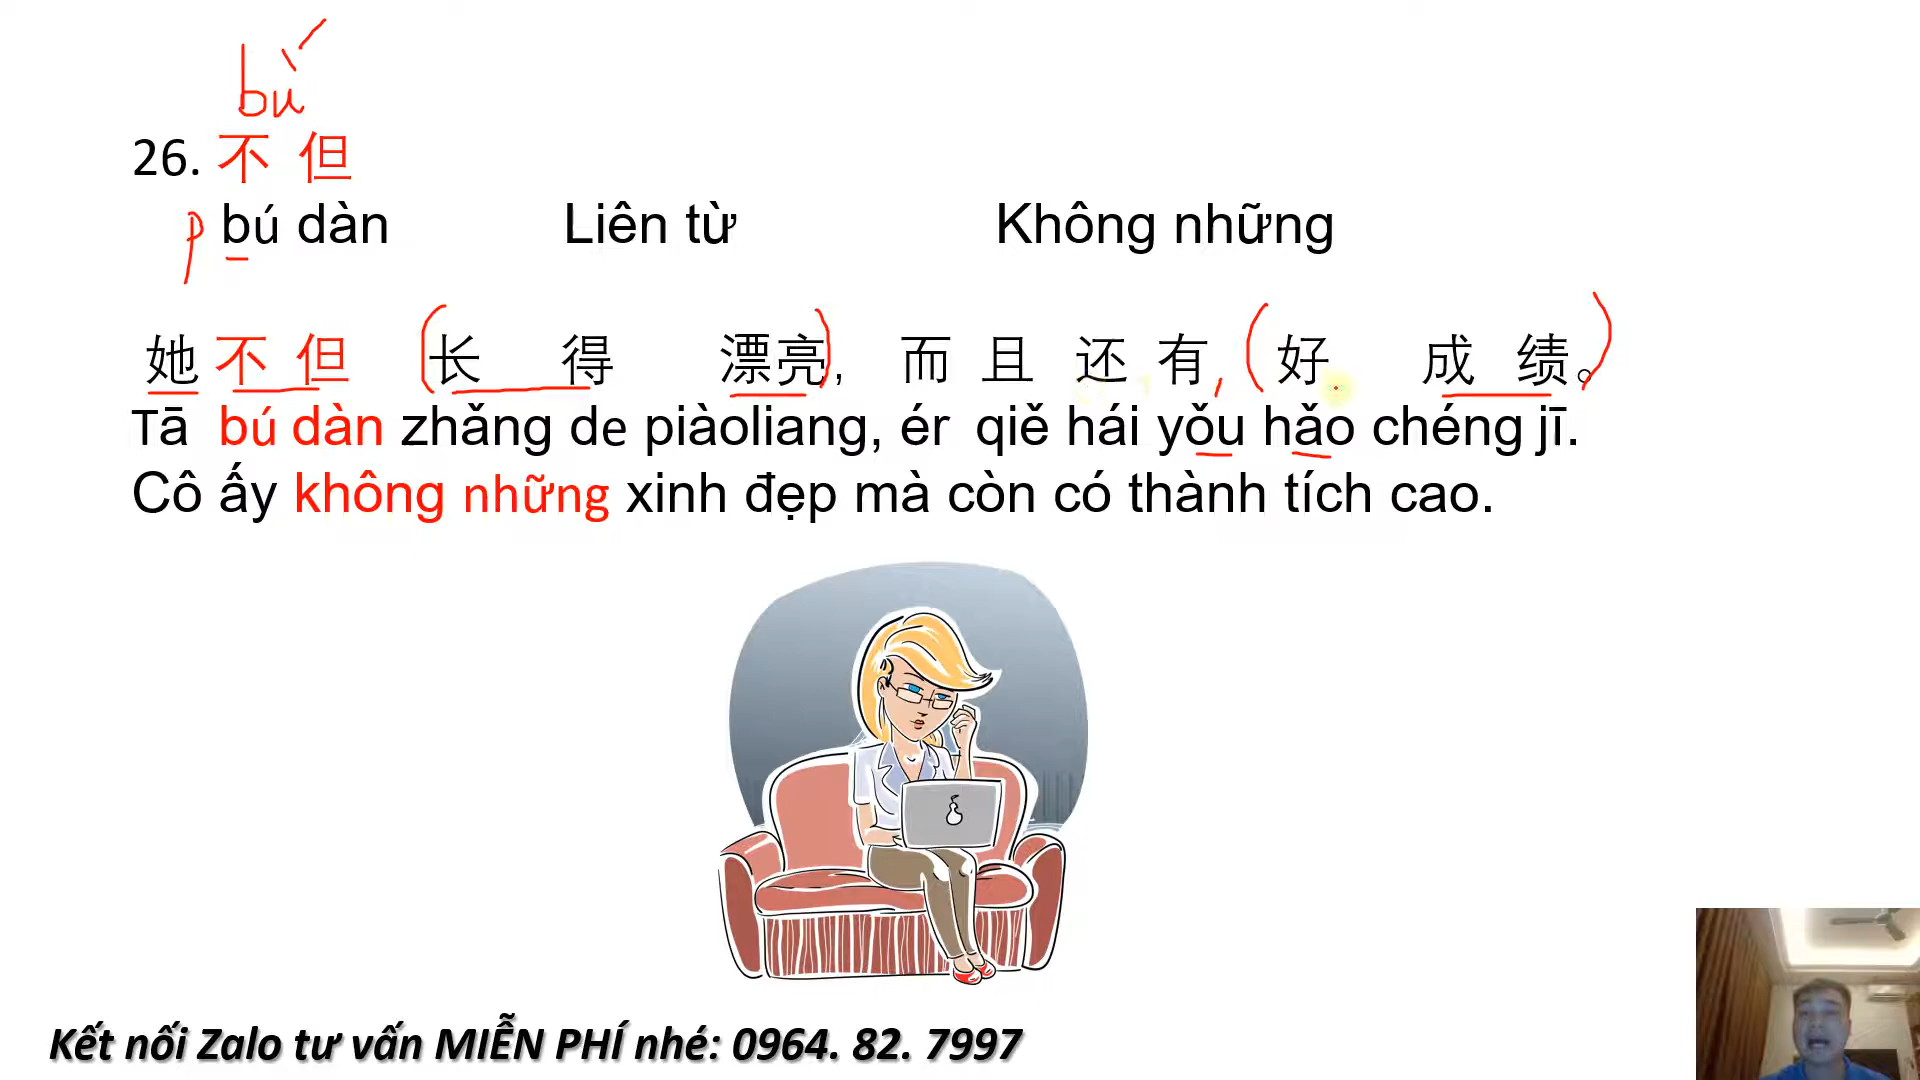 bù
26. 不但
p bú dàn Liên từ Không những
她不但长得漂亮, 而且还有好成绩。
Tā bú dàn zhǎng de piàoliang, ér qiě hái yǒu hǎo chéng jī.
Cô ấy không những xinh đẹp mà còn có thành tích cao.
Kết nối Zalo tư vấn MIỄN PHÍ nhé: 0964. 82. 7997